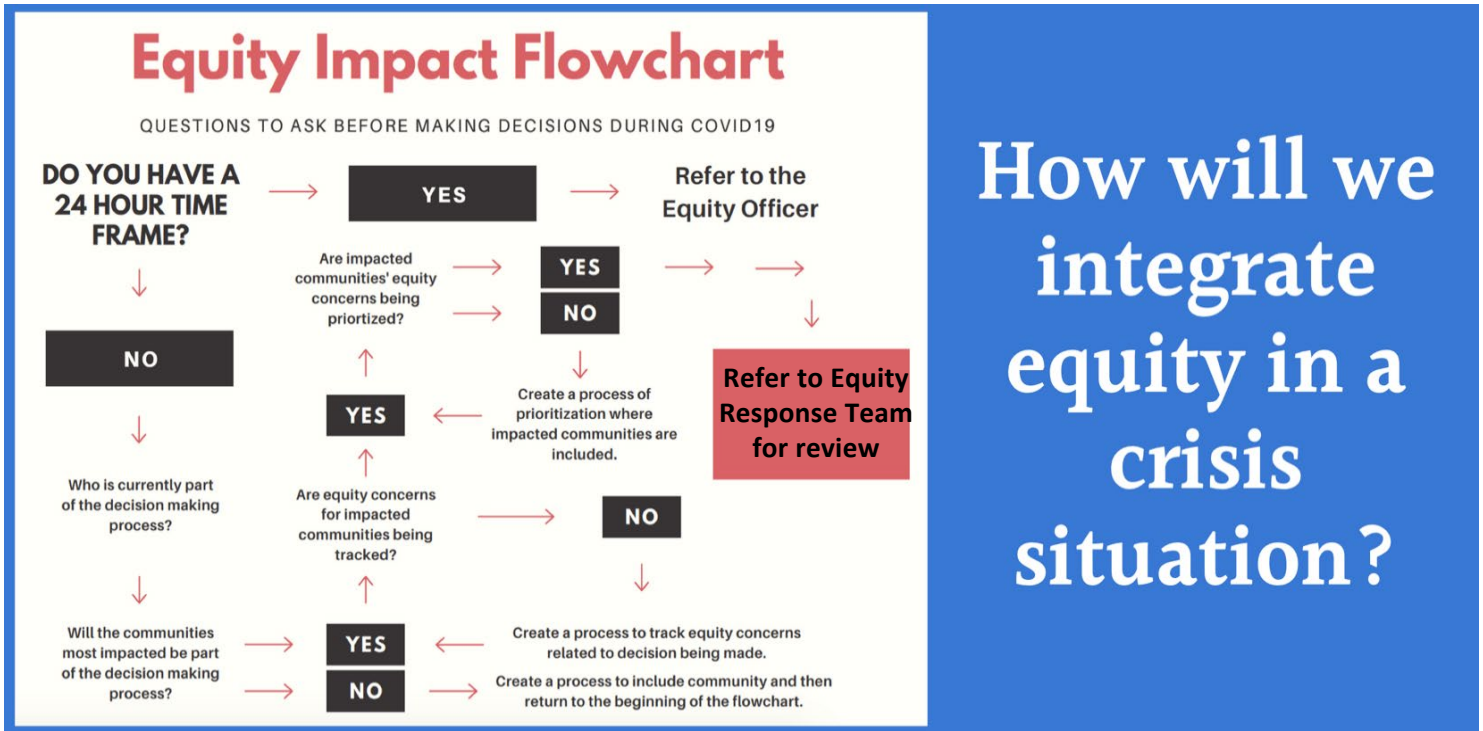 Equity Impact Flowchart
QUESTIONS TO ASK BEFORE MAKING DECISIONS DURING COVID19
DO YOU HAVE A
24 HOUR TIME
FRAME?
YES
Refer to the
Equity Officer
NO
Who is currently part
of the decision making
process?
Will the communities
most impacted be part
of the decision making
process?
YES
NO
Create a process to include community and then
return to the beginning of the flowchart.
Are equity concerns
for impacted
communities being
tracked?
NO
Create a process to track equity concerns
related to decision being made.
YES
Are impacted
communities' equity
concerns being
priortized?
YES
NO
Create a process of
prioritization where
impacted communities are
included.
Refer to Equity
Response Team
for review
How will we
integrate
equity in a
crisis
situation?